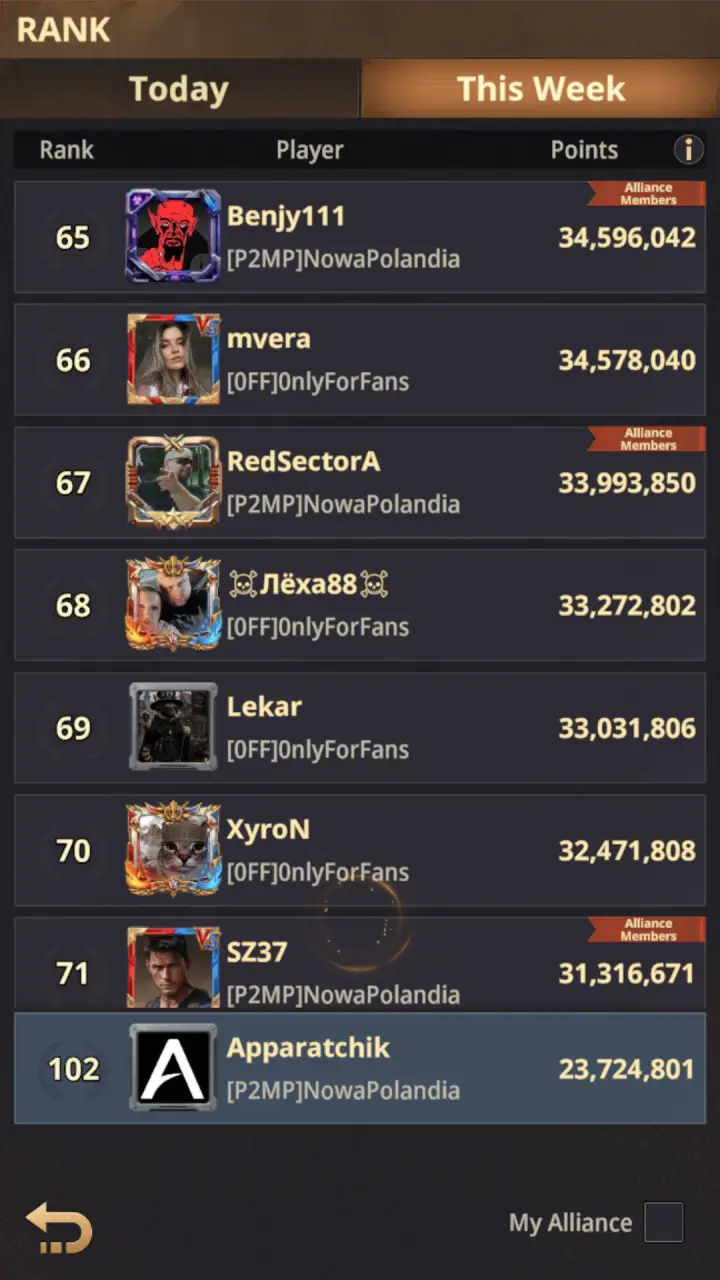 RANK
Today
This Week
Rank
Player
Points
65
Benjy111
[P2MP]NowaPolandia
Alliance
Members
34,596,042
66
mvera
[0FF]0nlyForFans
34,578,040
67
RedSectorA
[P2MP]NowaPolandia
Alliance
Members
33,993,850
68
☠Лёха88☠
[0FF]0nlyForFans
33,272,802
69
Lekar
[0FF]0nlyForFans
33,031,806
70
XyroN
[0FF]0nlyForFans
32,471,808
71
SZ37
[P2MP]NowaPolandia
Alliance
Members
31,316,671
102
Apparatchik
[P2MP]NowaPolandia
23,724,801
My Alliance